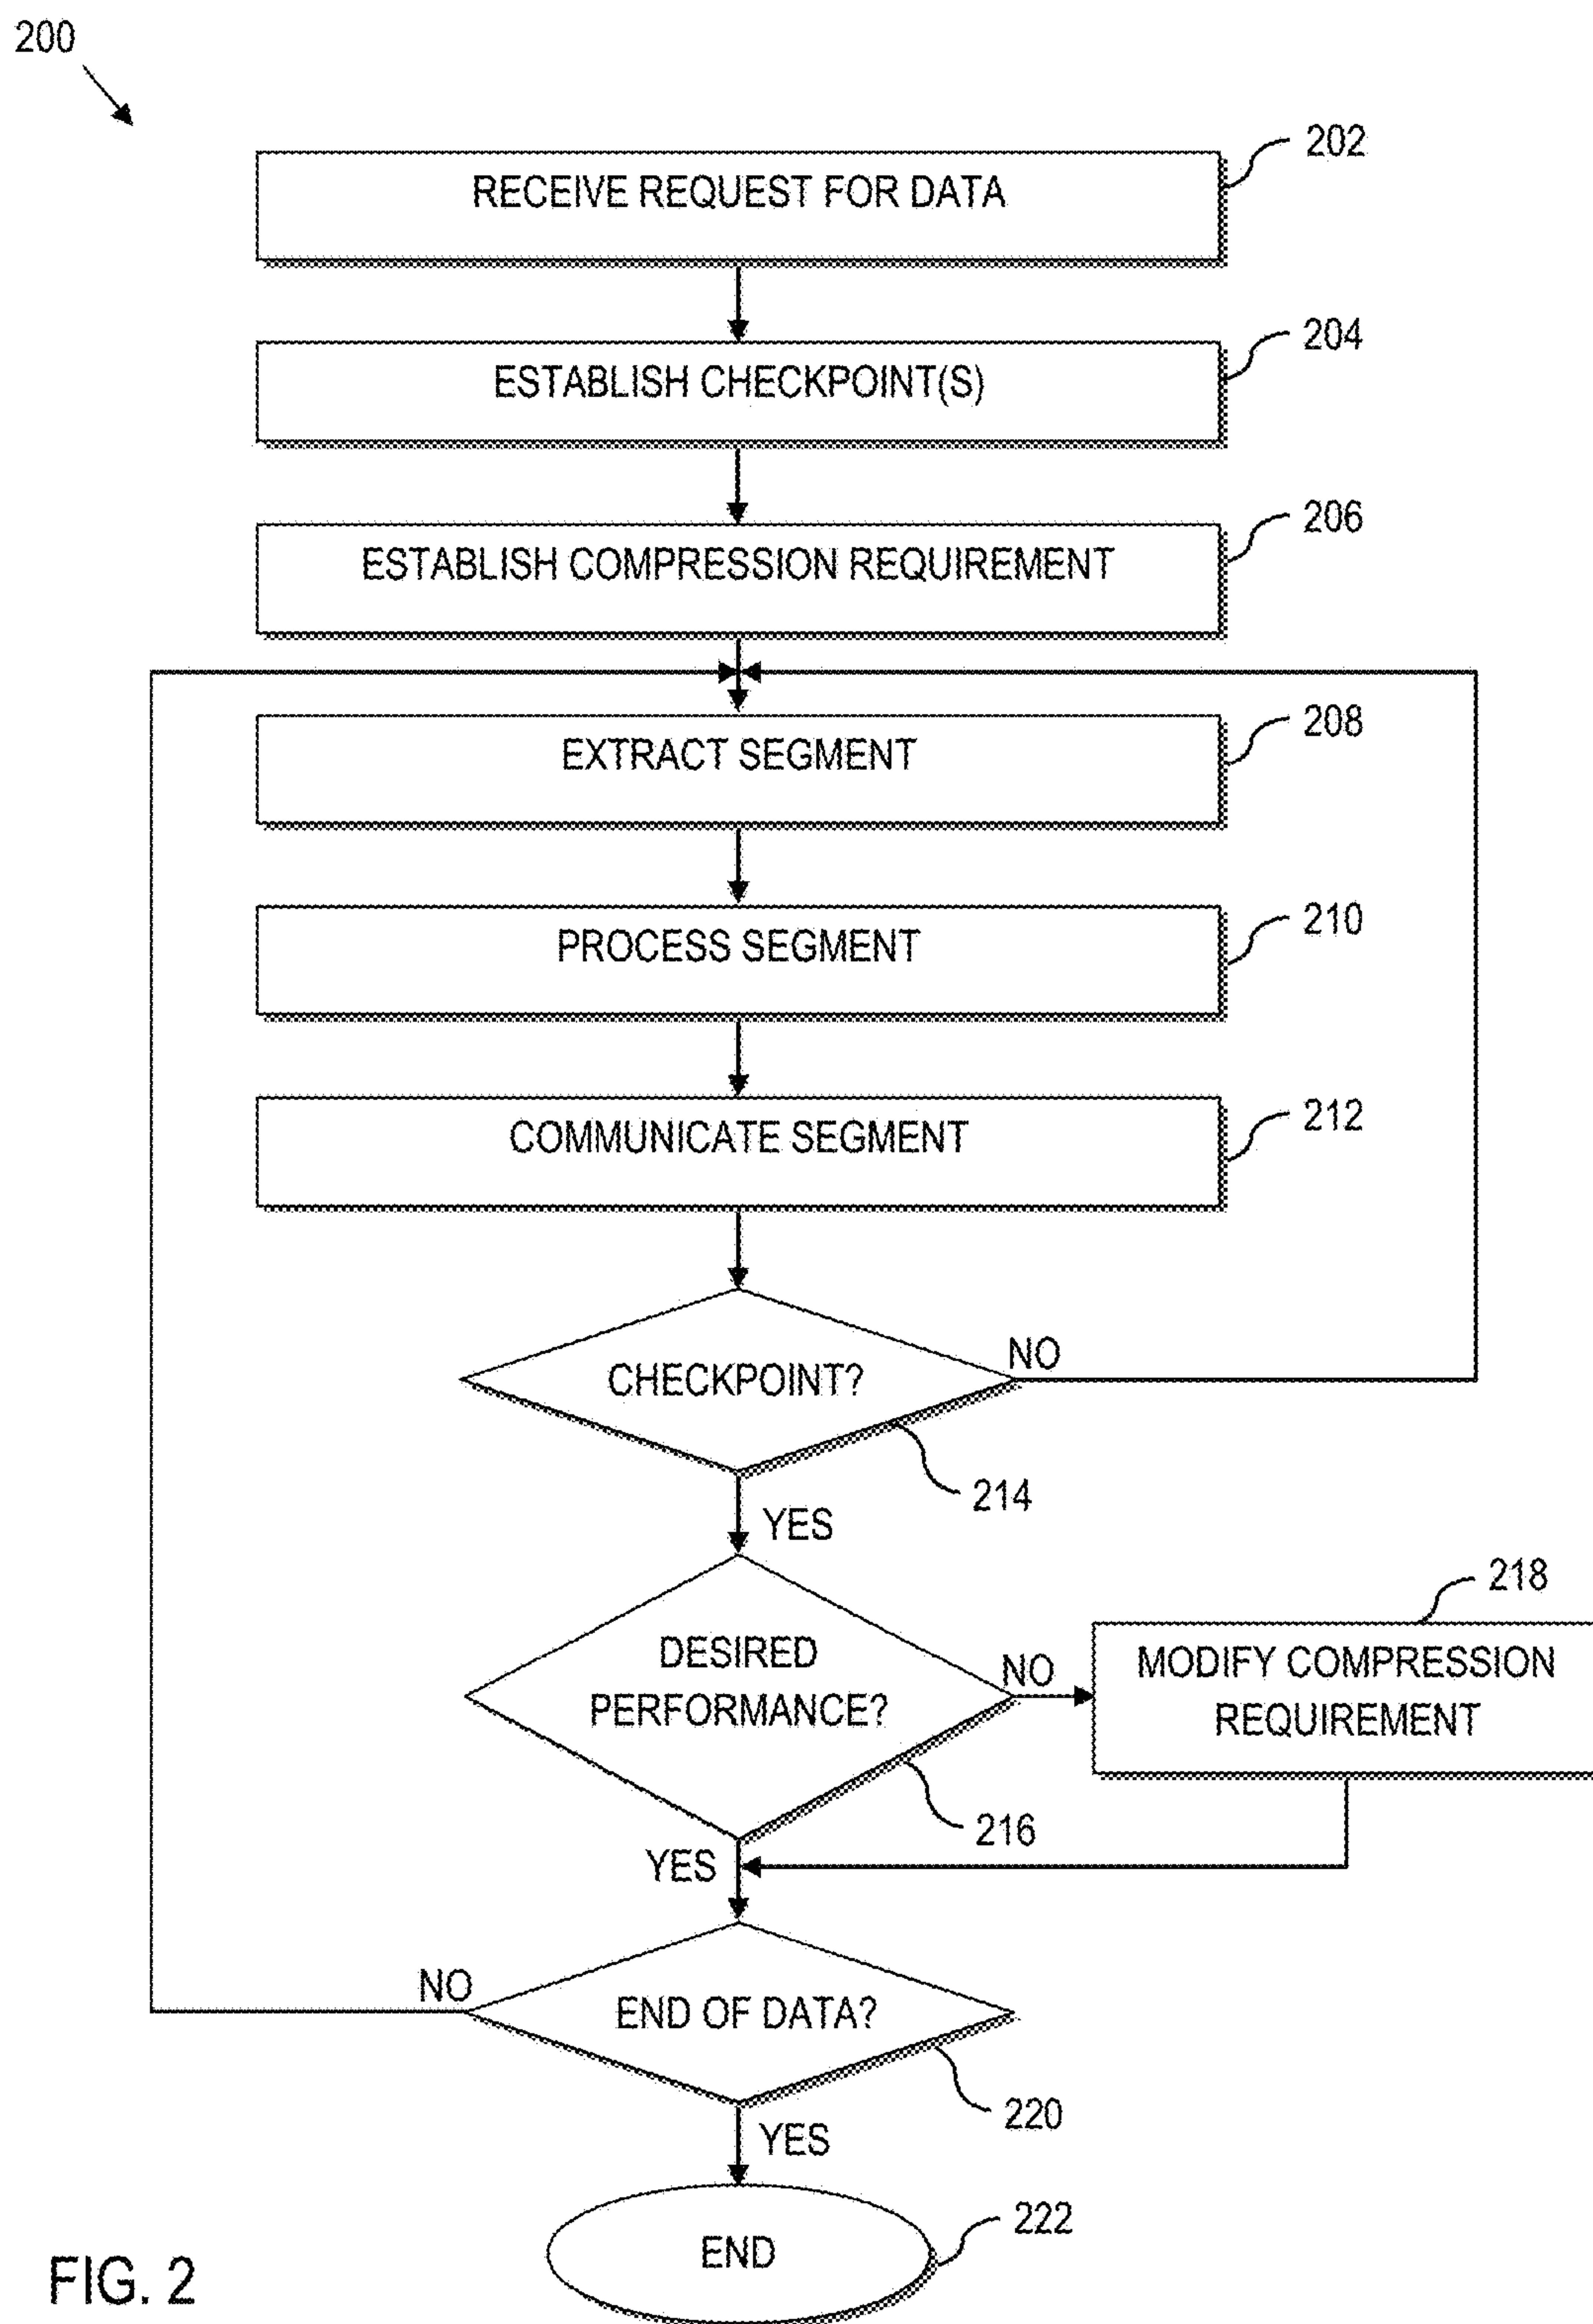 200
202
RECEIVE REQUEST FOR DATA
204
ESTABLISH CHECKPOINT(S)
206
ESTABLISH COMPRESSION REQUIREMENT
208
EXTRACT SEGMENT
210
PROCESS SEGMENT
212
COMMUNICATE SEGMENT
CHECKPOINT?
NO
214
YES
218
DESIRED
PERFORMANCE?
NO
MODIFY COMPRESSION
REQUIREMENT
216
YES
NO
END OF DATA?
220
YES
222
END
FIG. 2